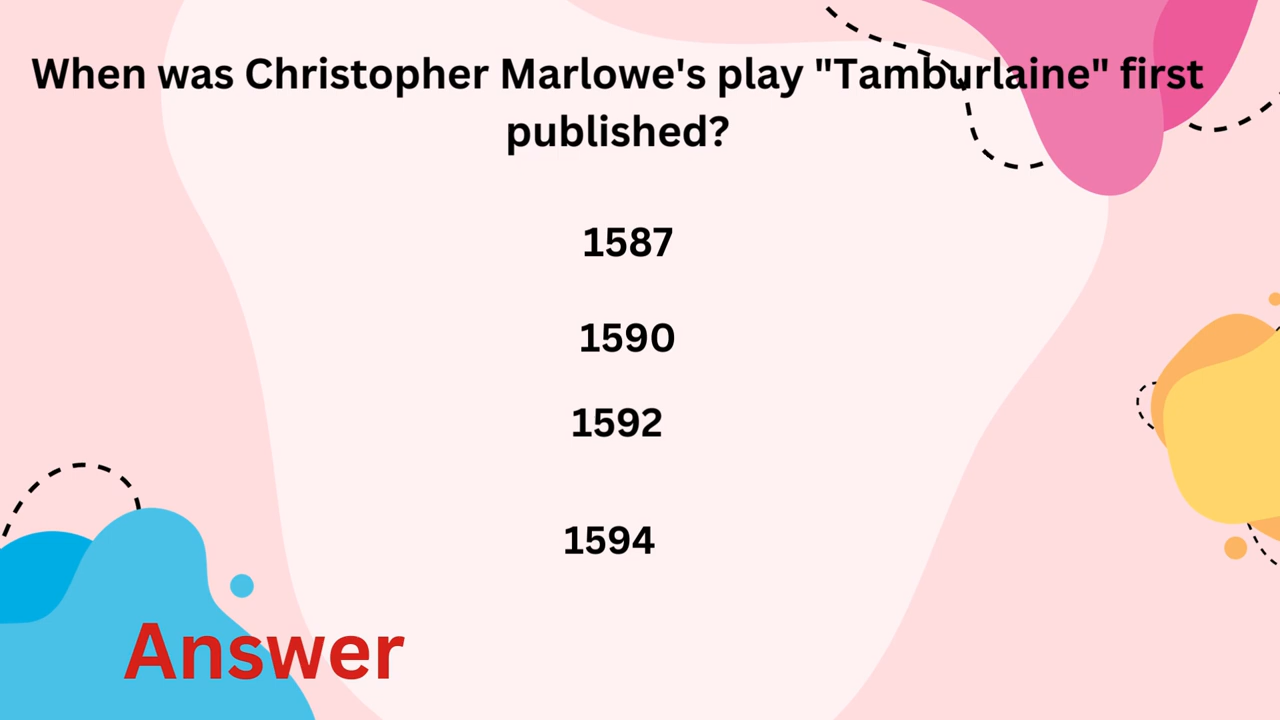 When was Christopher Marlowe's play "Tamburlaine" first
published?
1587
1590
1592
1594
Answer